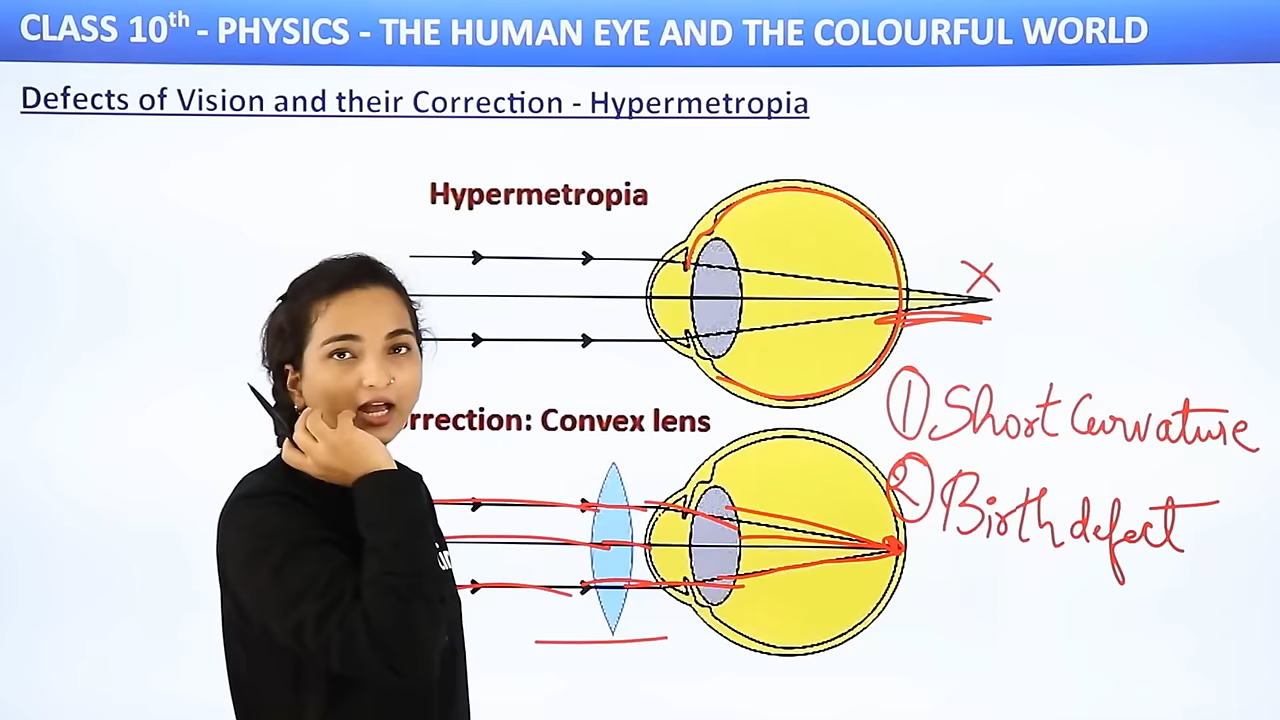 CLASS 10th - PHYSICS - THE HUMAN EYE AND THE COLOURFUL WORLD
Defects of Vision and their Correction - Hypermetropia
Hypermetropia
rrection: Convex lens
① Short Curvature
② Birth defect